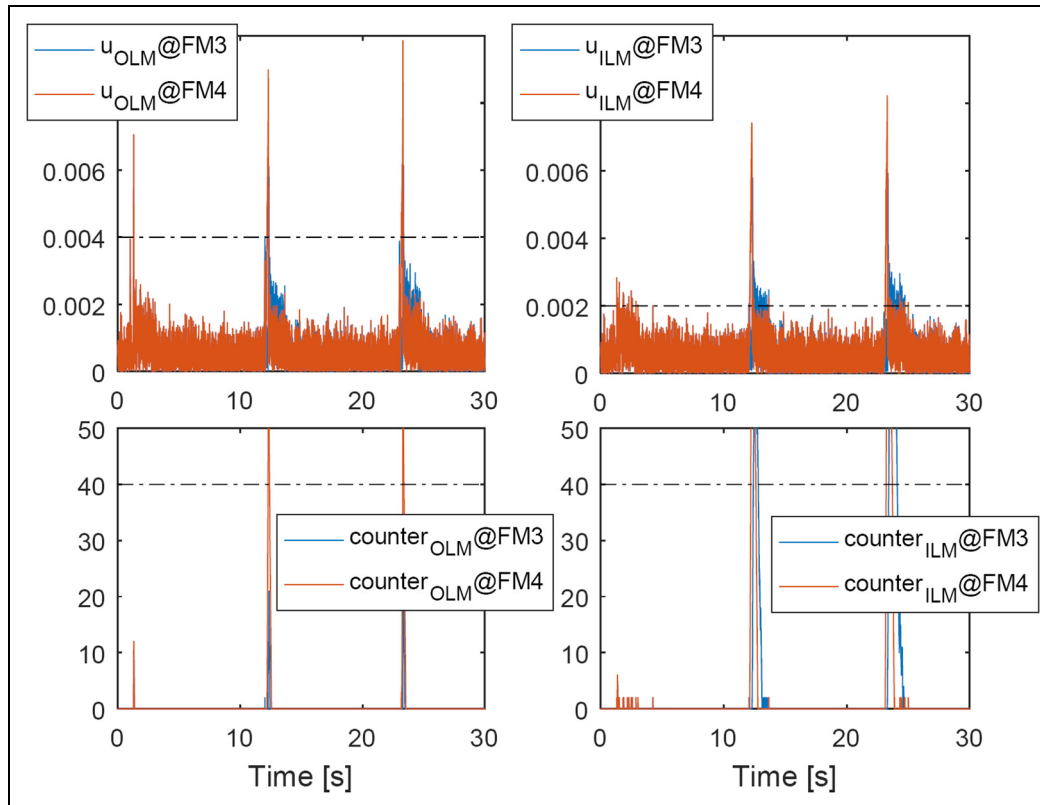 u_OLM@FM3
u_OLM@FM4
0.006
0.004
0.002
0
0 10 20 30
u_ILM@FM3
u_ILM@FM4
0.006
0.004
0.002
0
0 10 20 30
50
40
30
20
10
0
counter_OLM@FM3
counter_OLM@FM4
0 10 20 30
Time [s]
50
40
30
20
10
0
counter_ILM@FM3
counter_ILM@FM4
0 10 20 30
Time [s]